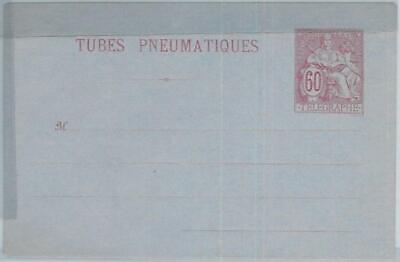 TUBES PNEUMATIQUES
60
TELEGRAPHE
M